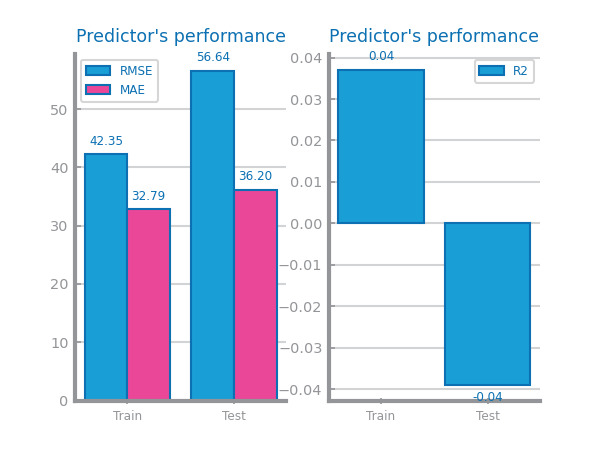 Predictor's performance
RMSE
MAE
56.64
42.35
32.79
36.20
50
40
30
20
10
0
Train
Test
Predictor's performance
R2
0.04
-0.04
0.04
0.03
0.02
0.01
0.00
−0.01
−0.02
−0.03
−0.04
Train
Test